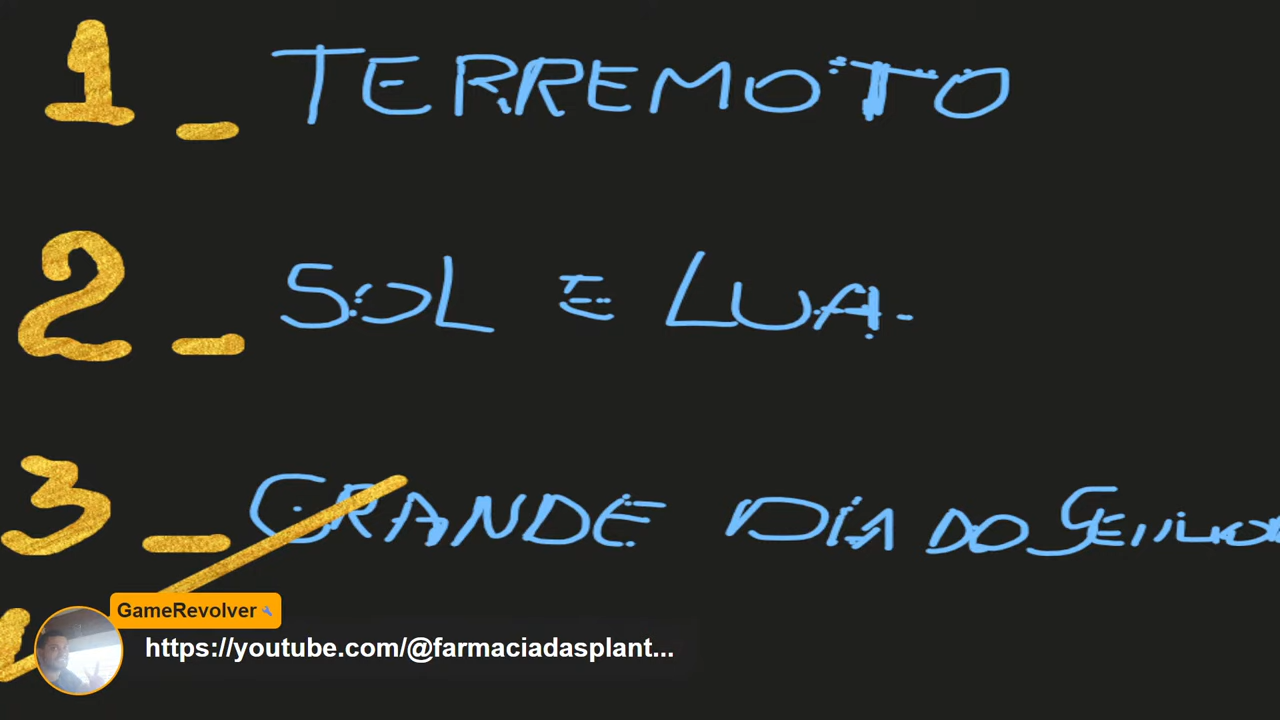 1_ TERREMOTO
2_ SOL E LUA.
3_ GRANDE DIA DO
GameRevolver
https://youtube.com/@farmaciadasplant...